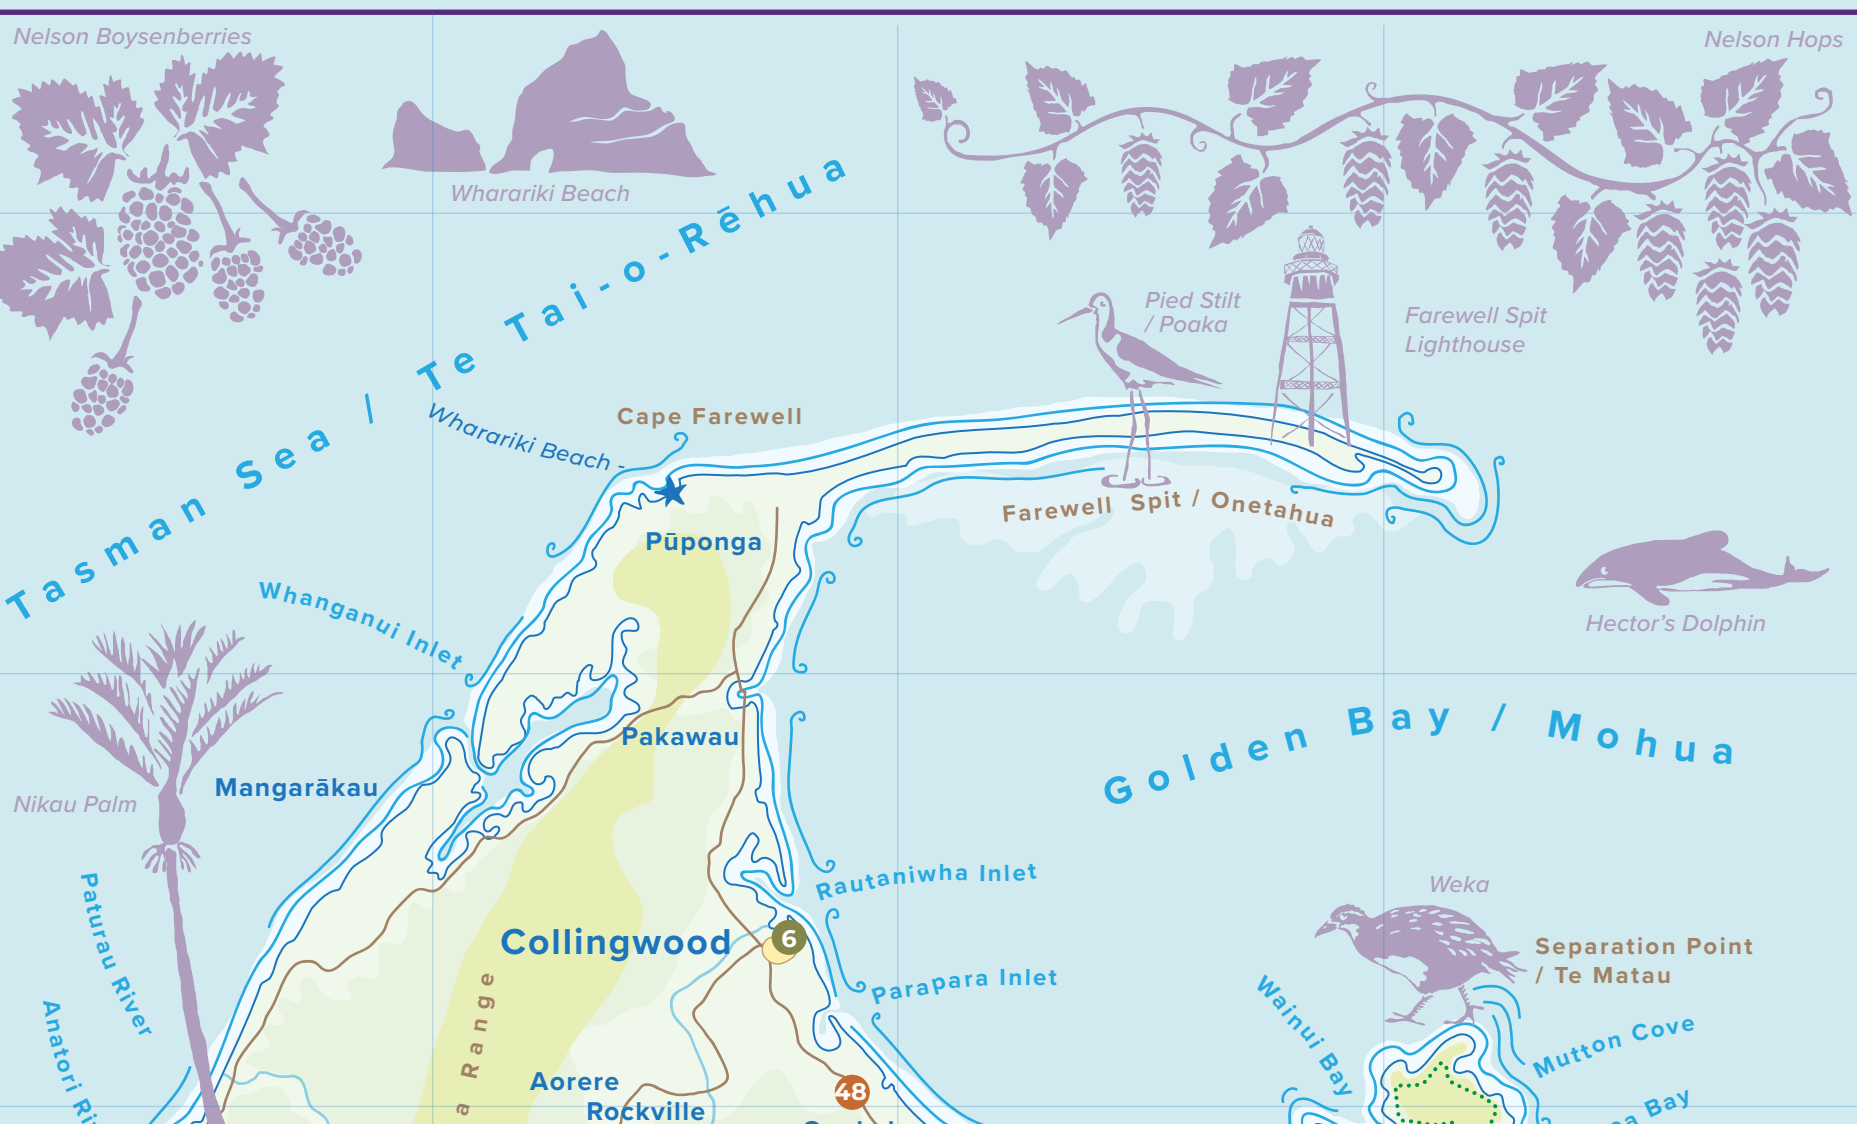 Nelson Boysenberries
Nelson Hops
Wharariki Beach
Tasman Sea / Te Tai-o-Rēhua
Pied Stilt
/ Poaka
Farewell Spit
Lighthouse
Wharariki Beach -
Cape Farewell
Farewell Spit / Onetahua
Pūponga
Whanganui Inlet
Hector's Dolphin
Pakawau
Golden Bay / Mohua
Mangarākau
Nikau Palm
Rautaniwha Inlet
Weka
Paturau River
Collingwood
6
Separation Point
/ Te Matau
Parapara Inlet
Wainui Bay
Mutton Cove
Anatori
Range
Aorere
48
Rockville
Bay